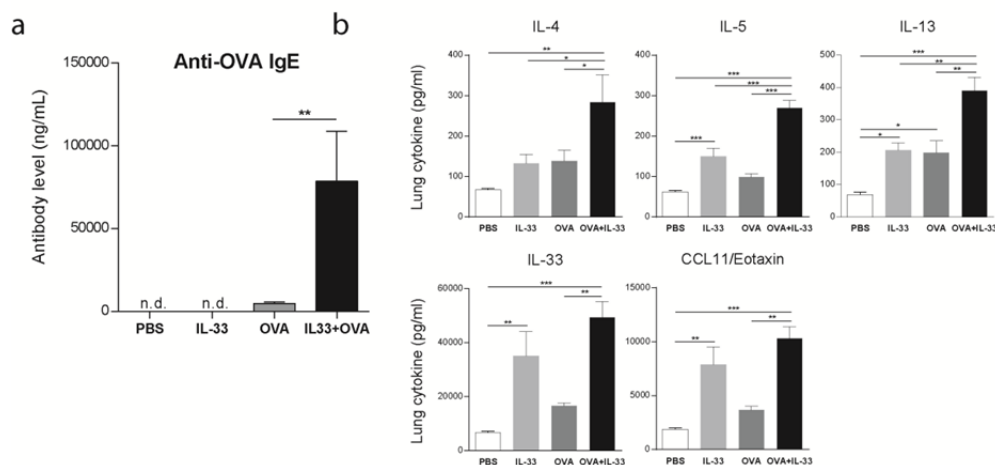 a
Anti-OVA IgE
Antibody level (ng/mL)
150000
100000
50000
0
**
n.d.
n.d.
PBS IL-33 OVA IL33+OVA
b
IL-4
Lung cytokine (pg/ml)
400
300
200
100
0
**
*
*
PBS IL-33 OVA OVA+IL-33
IL-5
400
300
200
100
0
***
***
***
***
PBS IL-33 OVA OVA+IL-33
IL-13
500
400
300
200
100
0
***
**
**
*
*
PBS IL-33 OVA OVA+IL-33
IL-33
Lung cytokine (pg/ml)
60000
40000
20000
0
***
**
**
PBS IL-33 OVA OVA+IL-33
CCL11/Eotaxin
15000
10000
5000
0
***
**
**
PBS IL-33 OVA OVA+IL-33